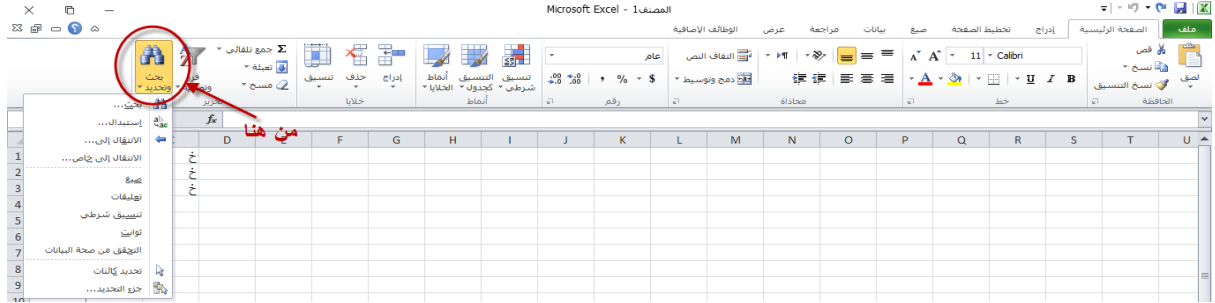 المصنف1 - Microsoft Excel
ملف الصفحة الرئيسية إدراج تخطيط الصفحة صيغ بيانات مراجعة عرض الوظائف الإضافية
قص Calibri 11 التفاف النص عام Σ جمع تلقائي
نسخ تعبئة
لصق نسخ التنسيق B I U A دمج وتوسيط $ % , تنسيق شرطي التنسيق كجدول أنماط الخلايا إدراج حذف تنسيق مسح بحث وتحديد
الحافظة خط محاذاة رقم أنماط خلايا تحرير
من هنا
fx
بحث...
إستبدال...
الانتقال إلى...
الانتقال إلى خاص...
صيغ
تعليقات
تنسيق شرطي
ثوابت
التحقق من صحة البيانات
تحديد كائنات
جزء التحديد...
D E F G H I J K L M N O P Q R S T U
1 خ
2 خ
3 خ
4
5
6
7
8
9
10